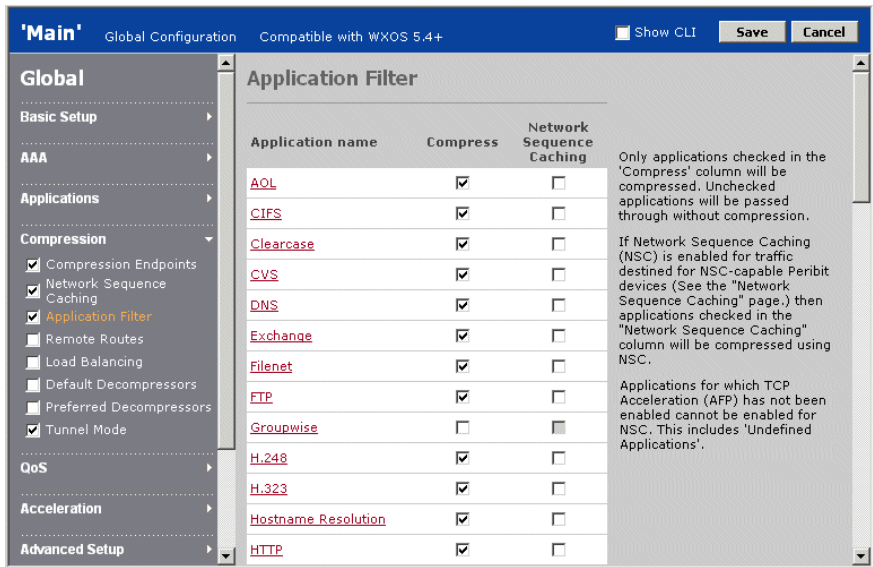 'Main' Global Configuration Compatible with WXOS 5.4+ Show CLI Save Cancel
Global
Basic Setup
AAA
Applications
Compression
Compression Endpoints
Network Sequence
Caching
Application Filter
Remote Routes
Load Balancing
Default Decompressors
Preferred Decompressors
Tunnel Mode
QoS
Acceleration
Advanced Setup
Application Filter
Application name Compress Network
Sequence
Caching
AOL
CIFS
Clearcase
CVS
DNS
Exchange
Filenet
FTP
Groupwise
H.248
H.323
Hostname Resolution
HTTP
Only applications checked in the
'Compress' column will be
compressed. Unchecked
applications will be passed
through without compression.
If Network Sequence Caching
(NSC) is enabled for traffic
destined for NSC-capable Peribit
devices (See the "Network
Sequence Caching" page.) then
applications checked in the
"Network Sequence Caching"
column will be compressed using
NSC.
Applications for which TCP
Acceleration (AFP) has not been
enabled cannot be enabled for
NSC. This includes 'Undefined
Applications'.